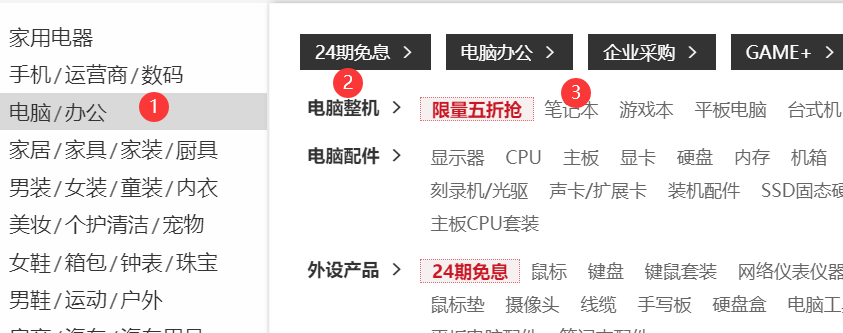 家用电器
手机/运营商/数码
电脑/办公 1
家居/家具/家装/厨具
男装/女装/童装/内衣
美妆/个护清洁/宠物
女鞋/箱包/钟表/珠宝
男鞋/运动/户外
24期免息 > 电脑办公 > 企业采购 > GAME+ >
2 3
电脑整机 > 限量五折抢 笔记本 游戏本 平板电脑 台式机
电脑配件 > 显示器 CPU 主板 显卡 硬盘 内存 机箱
刻录机/光驱 声卡/扩展卡 装机配件 SSD固态硬
主板CPU套装
外设产品 > 24期免息 鼠标 键盘 键鼠套装 网络仪表仪器
鼠标垫 摄像头 线缆 手写板 硬盘盒 电脑工